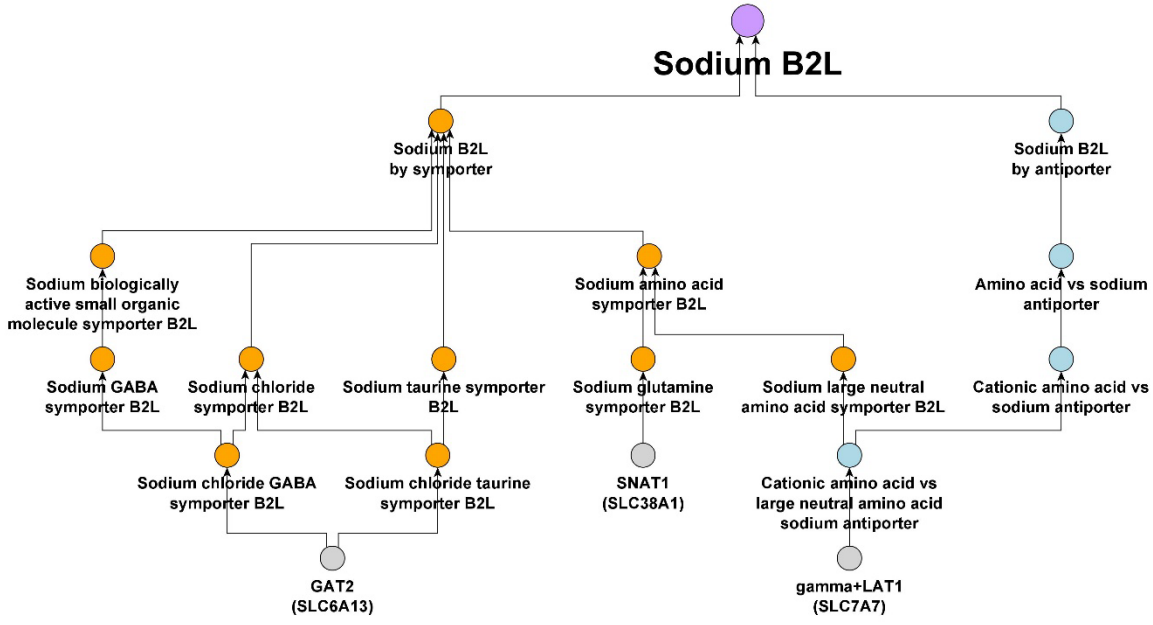 Sodium B2L
Sodium B2L
by symporter
Sodium B2L
by antiporter
Sodium biologically
active small organic
molecule symporter B2L
Sodium amino acid
symporter B2L
Amino acid vs sodium
antiporter
Sodium GABA
symporter B2L
Sodium chloride
symporter B2L
Sodium taurine symporter
B2L
Sodium glutamine
symporter B2L
Sodium large neutral
amino acid symporter B2L
Cationic amino acid vs
sodium antiporter
Sodium chloride GABA
symporter B2L
Sodium chloride taurine
symporter B2L
SNAT1
(SLC38A1)
Cationic amino acid vs
large neutral amino acid
sodium antiporter
GAT2
(SLC6A13)
gamma+LAT1
(SLC7A7)